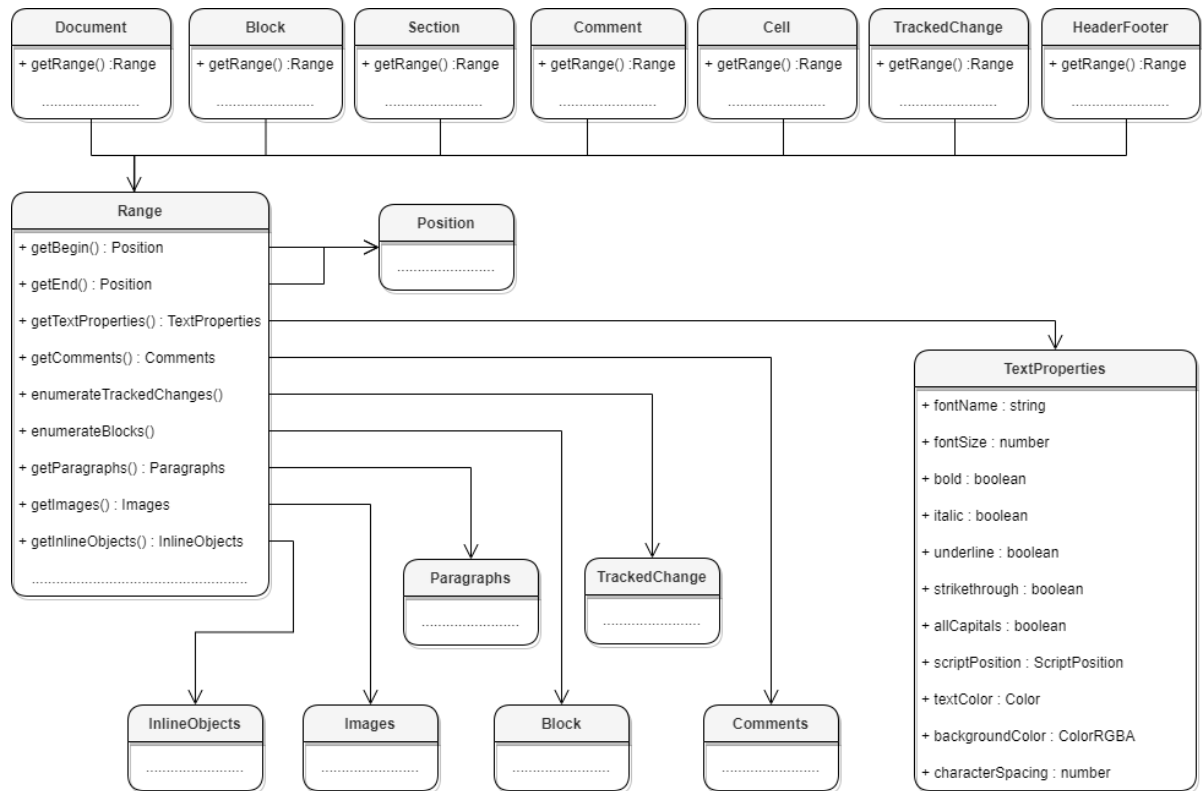 Document
+ getRange() :Range
..........................
Block
+ getRange() :Range
..........................
Section
+ getRange() :Range
..........................
Comment
+ getRange() :Range
..........................
Cell
+ getRange() :Range
..........................
TrackedChange
+ getRange() :Range
..........................
HeaderFooter
+ getRange() :Range
..........................
Range
+ getBegin() : Position
+ getEnd() : Position
+ getTextProperties() : TextProperties
+ getComments() : Comments
+ enumerateTrackedChanges()
+ enumerateBlocks()
+ getParagraphs() : Paragraphs
+ getImages() : Images
+ getInlineObjects() : InlineObjects
..........................................................
Position
..........................
TextProperties
+ fontName : string
+ fontSize : number
+ bold : boolean
+ italic : boolean
+ underline : boolean
+ strikethrough : boolean
+ allCapitals : boolean
+ scriptPosition : ScriptPosition
+ textColor : Color
+ backgroundColor : ColorRGBA
+ characterSpacing : number
Paragraphs
..........................
TrackedChange
..........................
InlineObjects
..........................
Images
..........................
Block
..........................
Comments
..........................